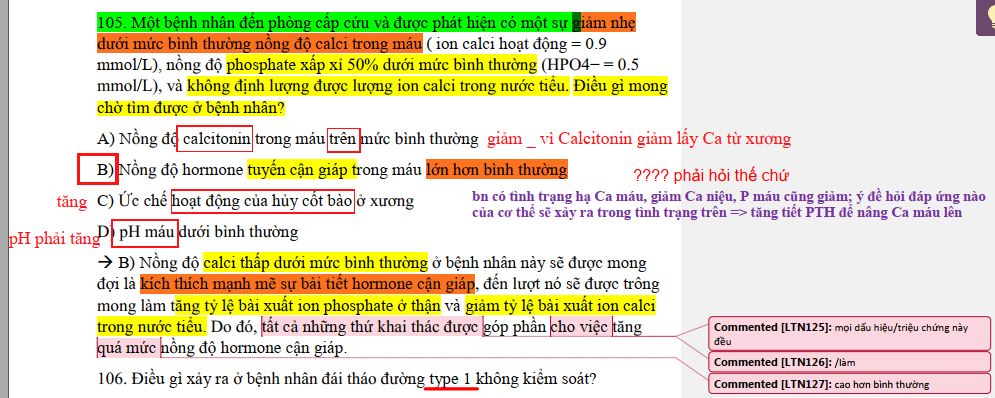 105. Một bệnh nhân đến phòng cấp cứu và được phát hiện có một sự giảm nhẹ
dưới mức bình thường nồng độ calci trong máu ( ion calci hoạt động = 0.9
mmol/L), nồng độ phosphate xấp xỉ 50% dưới mức bình thường (HPO4− = 0.5
mmol/L), và không định lượng được lượng ion calci trong nước tiểu. Điều gì mong
chờ tìm được ở bệnh nhân?
A) Nồng độ calcitonin trong máu trên mức bình thường giảm _ vì Calcitonin giảm lấy Ca từ xương
B) Nồng độ hormone tuyến cận giáp trong máu lớn hơn bình thường
???? phải hỏi thế chứ
tăng C) Ức chế hoạt động của hủy cốt bào ở xương
bn có tình trạng hạ Ca máu, giảm Ca niệu, P máu cũng giảm; ý đề hỏi đáp ứng nào
của cơ thể sẽ xảy ra trong tình trạng trên => tăng tiết PTH để nâng Ca máu lên
pH phải tăng D) pH máu dưới bình thường
→ B) Nồng độ calci thấp dưới mức bình thường ở bệnh nhân này sẽ được mong
đợi là kích thích mạnh mẽ sự bài tiết hormone cận giáp, đến lượt nó sẽ được trông
mong làm tăng tỷ lệ bài xuất ion phosphate ở thận và giảm tỷ lệ bài xuất ion calci
trong nước tiểu. Do đó, tất cả những thứ khai thác được góp phần cho việc tăng
quá mức nồng độ hormone cận giáp.
Commented [LTN125]: mọi dấu hiệu/triệu chứng này
đều
Commented [LTN126]: /làm
Commented [LTN127]: cao hơn bình thường
106. Điều gì xảy ra ở bệnh nhân đái tháo đường type 1 không kiểm soát?